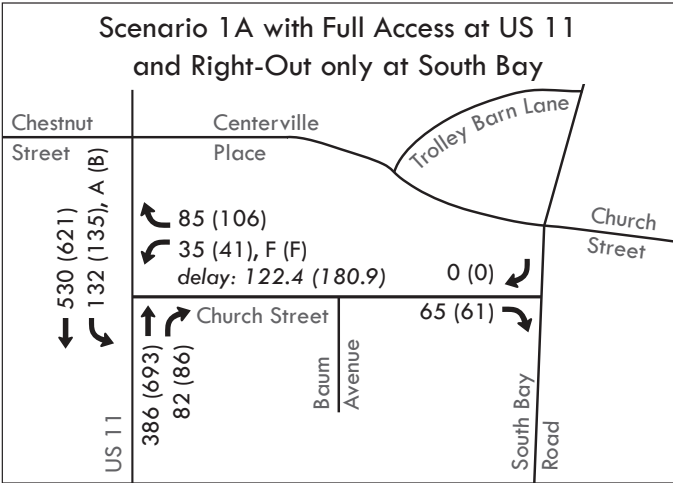 Scenario 1A with Full Access at US 11
and Right-Out only at South Bay
Chestnut
Street
Centerville
Place
Trolley Barn Lane
Church
Street
530 (621)
132 (135), A (B)
85 (106)
35 (41), F (F)
delay: 122.4 (180.9)
0 (0)
65 (61)
Church Street
386 (693)
82 (86)
US 11
Baum
Avenue
South Bay
Road